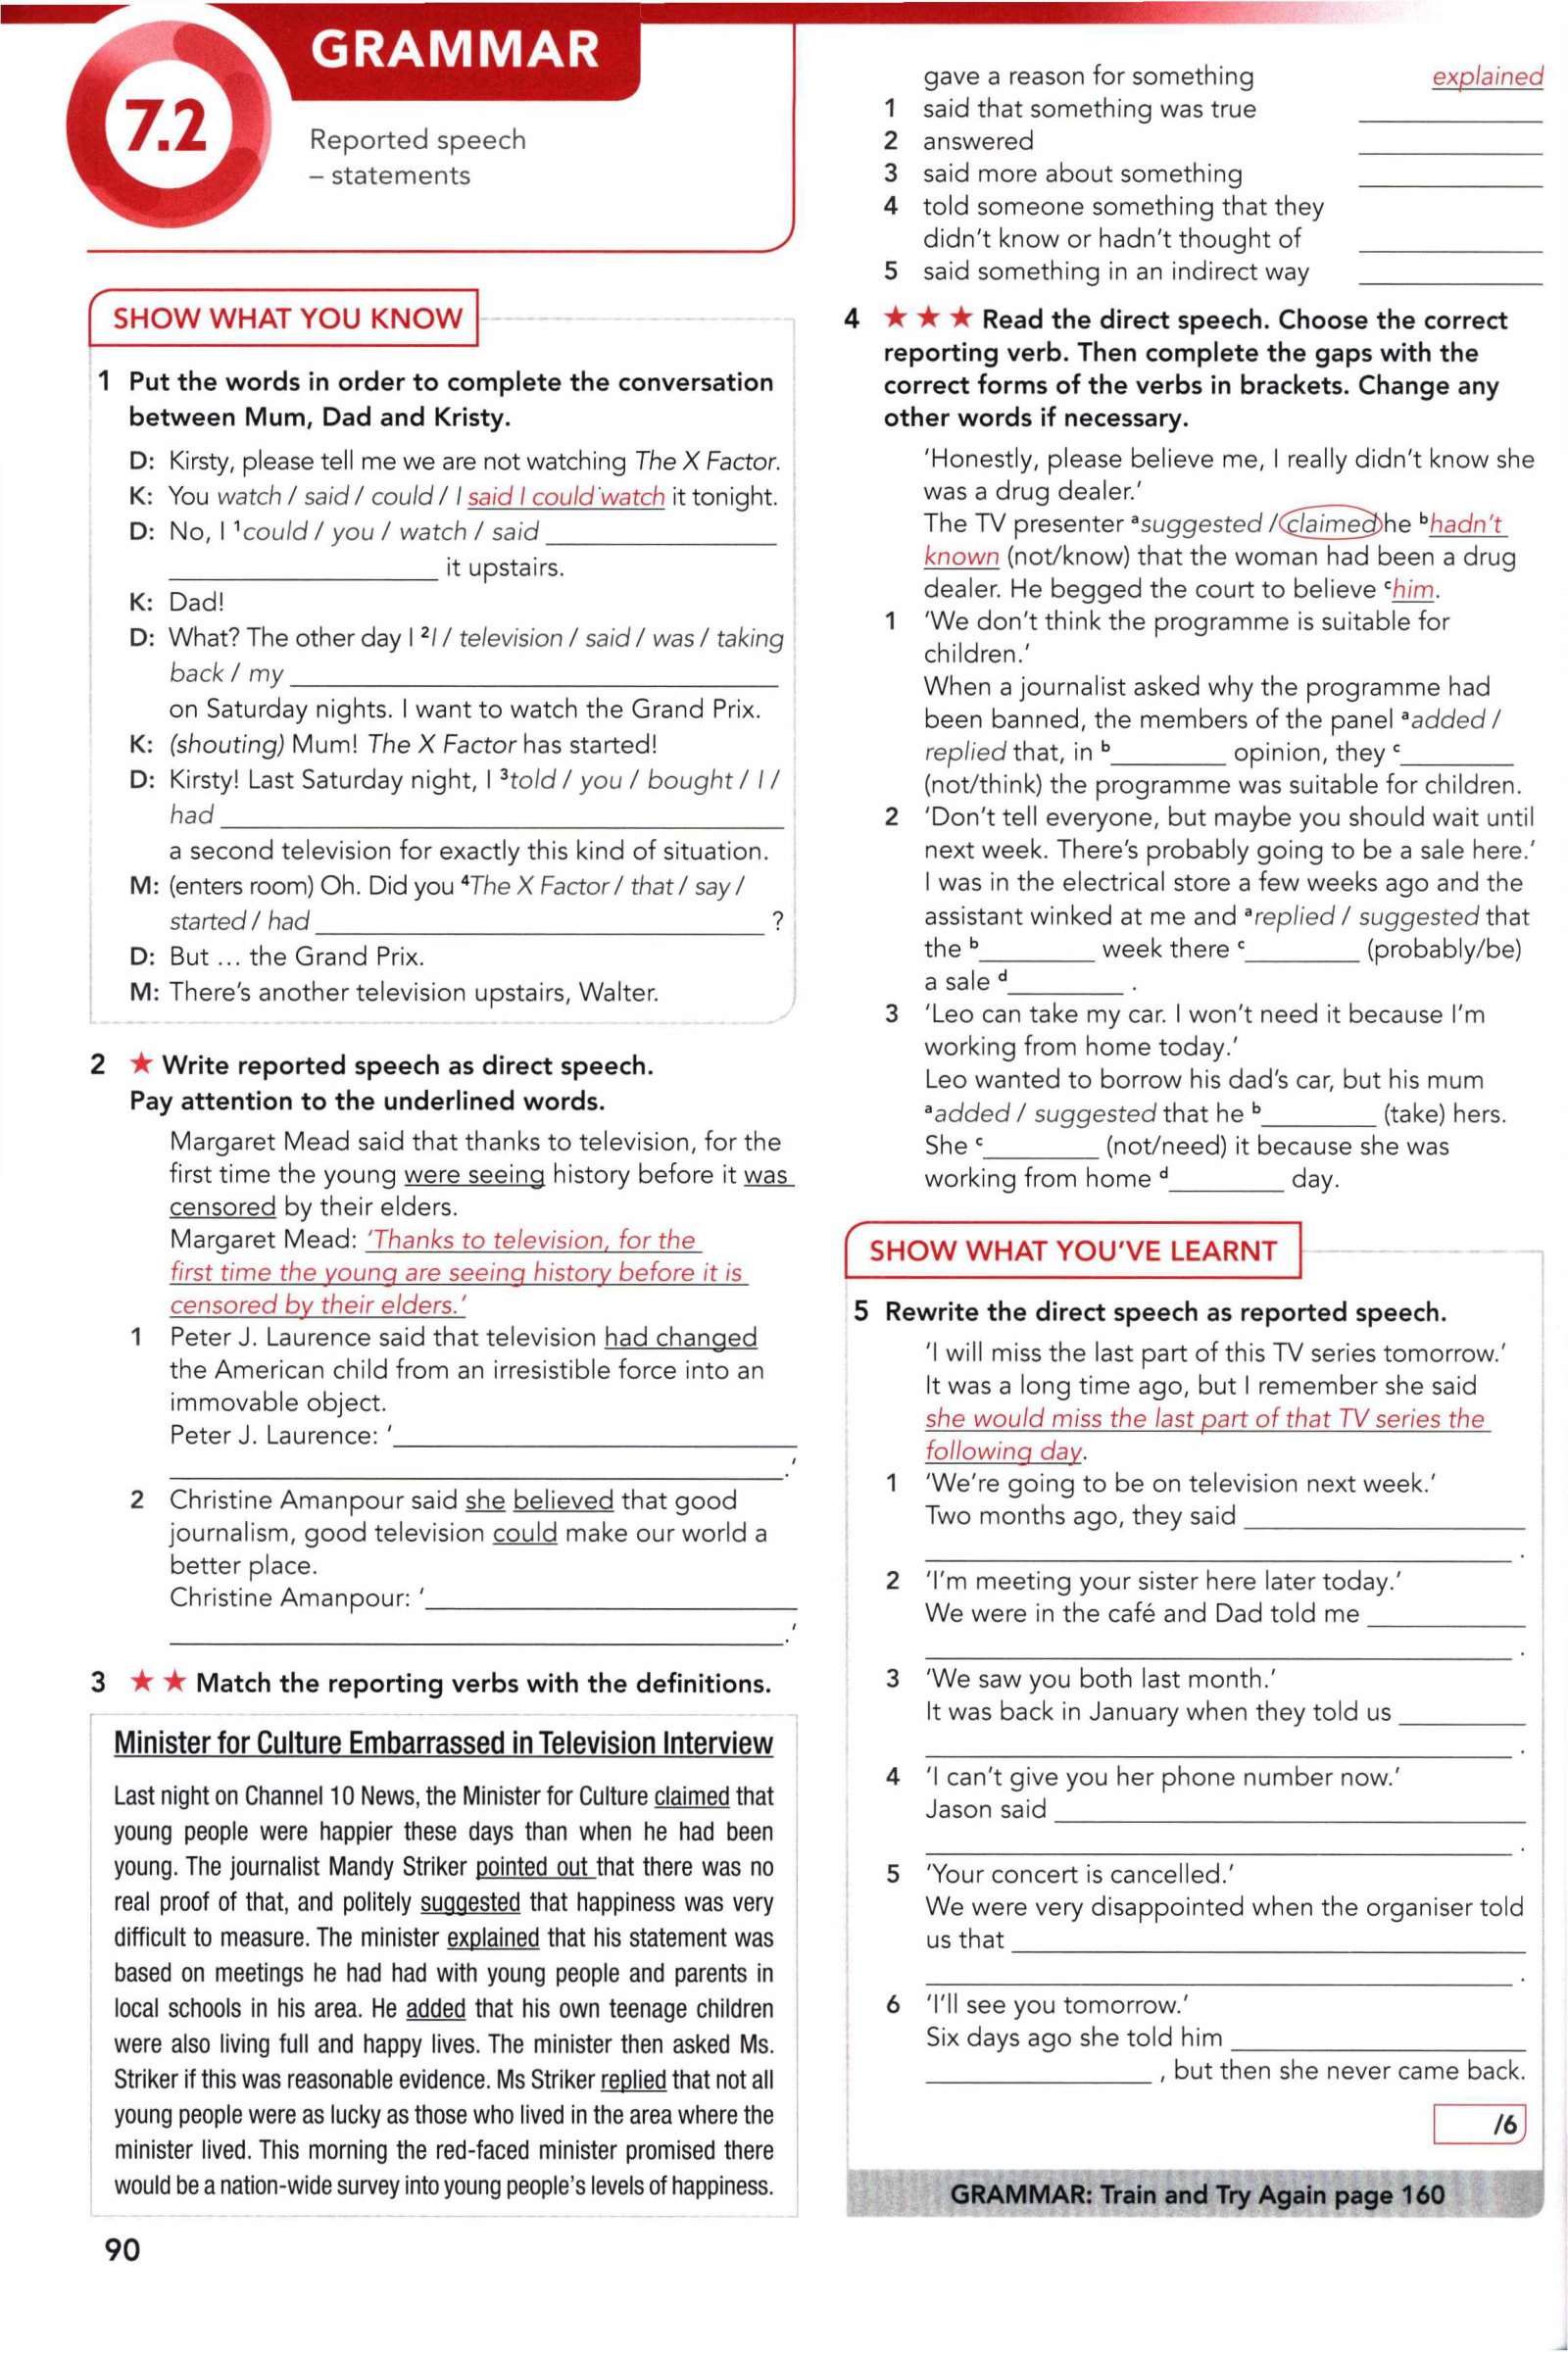 GRAMMAR
7.2
Reported speech
– statements
SHOW WHAT YOU KNOW
1 Put the words in order to complete the conversation
between Mum, Dad and Kristy.
D: Kirsty, please tell me we are not watching The X Factor.
K: You watch / said / could / I said I could watch it tonight.
D: No, I ¹could / you / watch / said ____________
____________ it upstairs.
K: Dad!
D: What? The other day I ²I / television / said / was / taking
back / my ____________
on Saturday nights. I want to watch the Grand Prix.
K: (shouting) Mum! The X Factor has started!
D: Kirsty! Last Saturday night, I ³told / you / bought / I /
had ____________
a second television for exactly this kind of situation.
M: (enters room) Oh. Did you ⁴The X Factor / that / say /
started / had ____________ ?
D: But ... the Grand Prix.
M: There's another television upstairs, Walter.
2 ★ Write reported speech as direct speech.
Pay attention to the underlined words.
Margaret Mead said that thanks to television, for the
first time the young were seeing history before it was
censored by their elders.
Margaret Mead: 'Thanks to television, for the
first time the young are seeing history before it is
censored by their elders.'
1 Peter J. Laurence said that television had changed
the American child from an irresistible force into an
immovable object.
Peter J. Laurence: '____________
____________.'
2 Christine Amanpour said she believed that good
journalism, good television could make our world a
better place.
Christine Amanpour: '____________
____________.'
3 ★ ★ Match the reporting verbs with the definitions.
Minister for Culture Embarrassed in Television Interview
Last night on Channel 10 News, the Minister for Culture claimed that
young people were happier these days than when he had been
young. The journalist Mandy Striker pointed out that there was no
real proof of that, and politely suggested that happiness was very
difficult to measure. The minister explained that his statement was
based on meetings he had had with young people and parents in
local schools in his area. He added that his own teenage children
were also living full and happy lives. The minister then asked Ms.
Striker if this was reasonable evidence. Ms Striker replied that not all
young people were as lucky as those who lived in the area where the
minister lived. This morning the red-faced minister promised there
would be a nation-wide survey into young people's levels of happiness.
90
gave a reason for something explained
1 said that something was true ____________
2 answered ____________
3 said more about something ____________
4 told someone something that they
didn't know or hadn't thought of ____________
5 said something in an indirect way ____________
4 ★ ★ ★ Read the direct speech. Choose the correct
reporting verb. Then complete the gaps with the
correct forms of the verbs in brackets. Change any
other words if necessary.
'Honestly, please believe me, I really didn't know she
was a drug dealer.'
The TV presenter ᵃsuggested / claimed he ᵇhadn't
known (not/know) that the woman had been a drug
dealer. He begged the court to believe ᶜhim.
1 'We don't think the programme is suitable for
children.'
When a journalist asked why the programme had
been banned, the members of the panel ᵃadded /
replied that, in ᵇ________ opinion, they ᶜ________
(not/think) the programme was suitable for children.
2 'Don't tell everyone, but maybe you should wait until
next week. There's probably going to be a sale here.'
I was in the electrical store a few weeks ago and the
assistant winked at me and ᵃreplied / suggested that
the ᵇ________ week there ᶜ________ (probably/be)
a sale ᵈ________ .
3 'Leo can take my car. I won't need it because I'm
working from home today.'
Leo wanted to borrow his dad's car, but his mum
ᵃadded / suggested that he ᵇ________ (take) hers.
She ᶜ________ (not/need) it because she was
working from home ᵈ________ day.
SHOW WHAT YOU'VE LEARNT
5 Rewrite the direct speech as reported speech.
'I will miss the last part of this TV series tomorrow.'
It was a long time ago, but I remember she said
she would miss the last part of that TV series the
following day.
1 'We're going to be on television next week.'
Two months ago, they said ____________
____________.
2 'I'm meeting your sister here later today.'
We were in the café and Dad told me ____________
____________.
3 'We saw you both last month.'
It was back in January when they told us ____________
____________.
4 'I can't give you her phone number now.'
Jason said ____________
____________.
5 'Your concert is cancelled.'
We were very disappointed when the organiser told
us that ____________
____________.
6 'I'll see you tomorrow.'
Six days ago she told him ____________
____________ , but then she never came back.
/6
GRAMMAR: Train and Try Again page 160